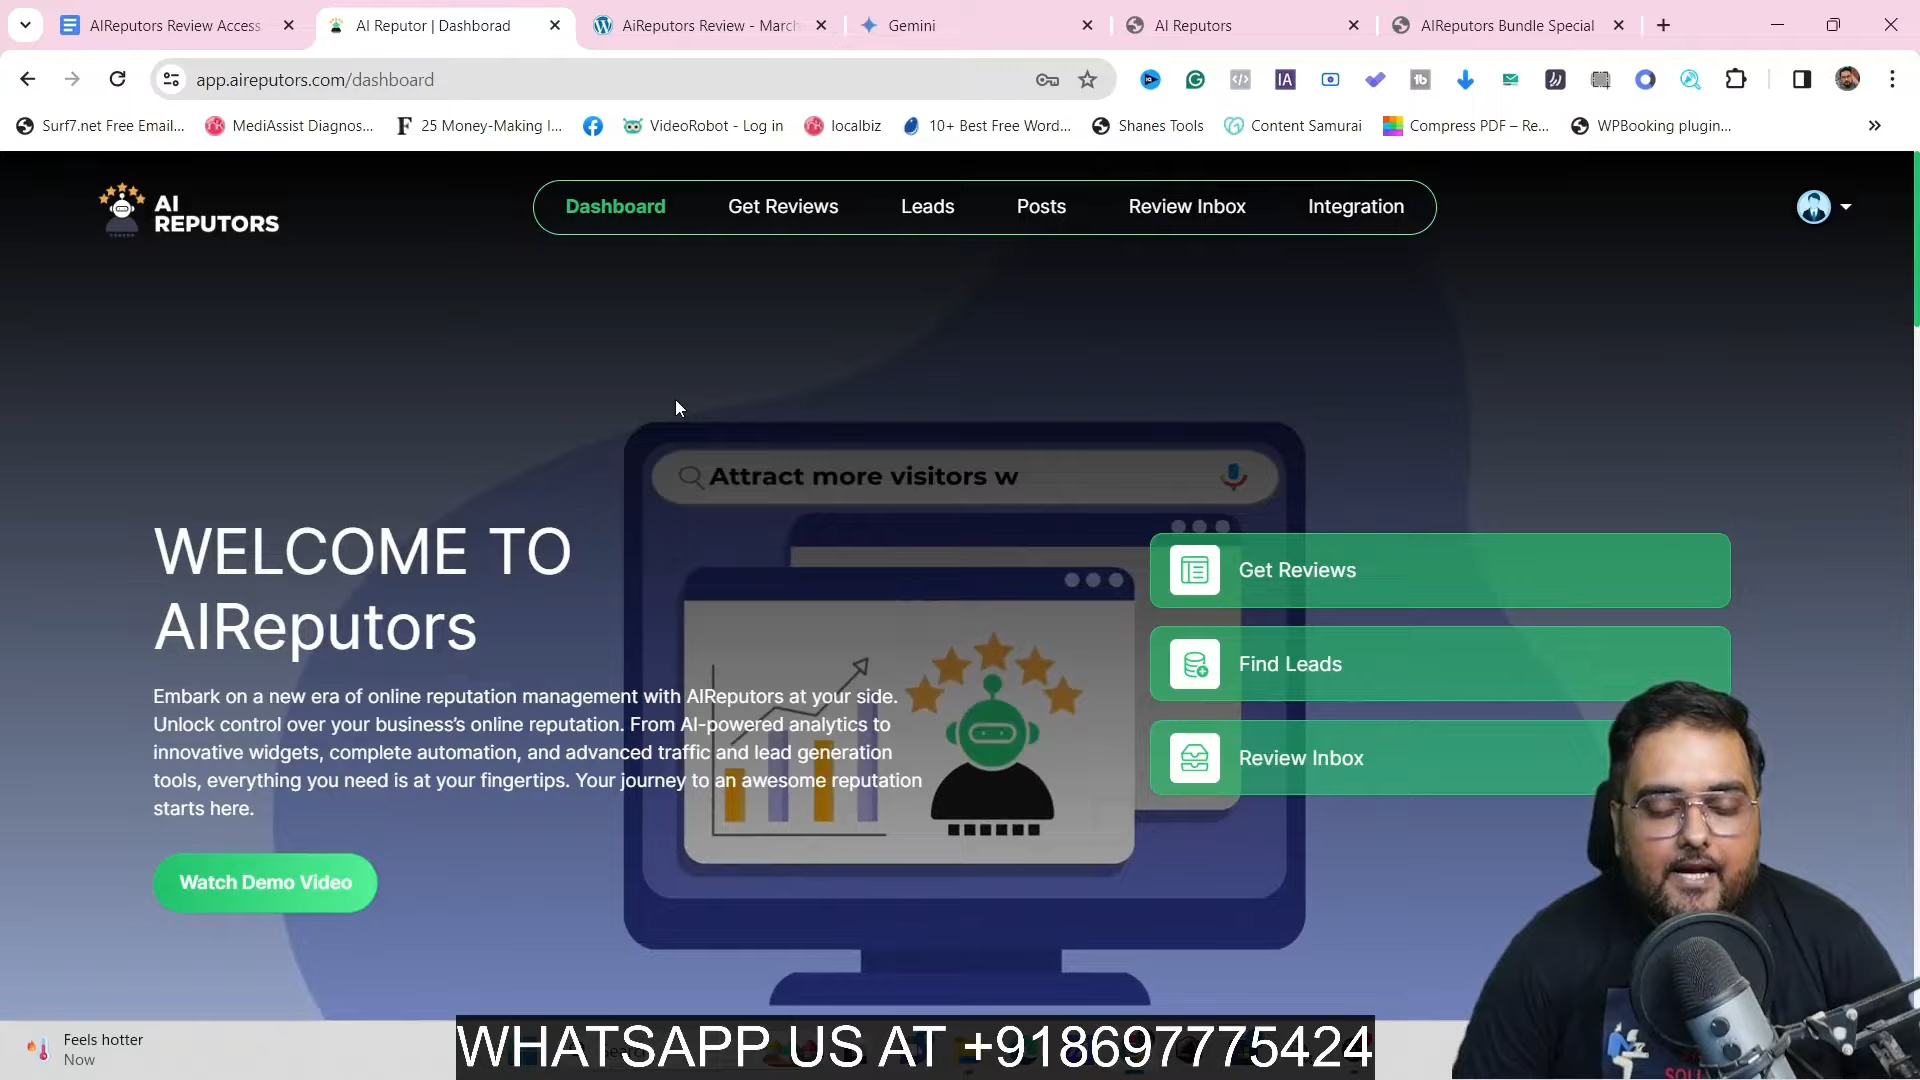 AIReputors Review Access
AI Reputor | Dashborad
AiReputors Review - March
Gemini
AI Reputors
AIReputors Bundle Special
app.aireputors.com/dashboard
Surf7.net Free Email...
MediAssist Diagnos...
25 Money-Making I...
VideoRobot - Log in
localbiz
10+ Best Free Word...
Shanes Tools
Content Samurai
Compress PDF – Re...
WPBooking plugin...
AI
REPUTORS
Dashboard
Get Reviews
Leads
Posts
Review Inbox
Integration
Attract more visitors w
WELCOME TO
AIReputors
Embark on a new era of online reputation management with AIReputors at your side.
Unlock control over your business's online reputation. From AI-powered analytics to
innovative widgets, complete automation, and advanced traffic and lead generation
tools, everything you need is at your fingertips. Your journey to an awesome reputation
starts here.
Watch Demo Video
Get Reviews
Find Leads
Review Inbox
Feels hotter
Now
WHATSAPP US AT +918697775424